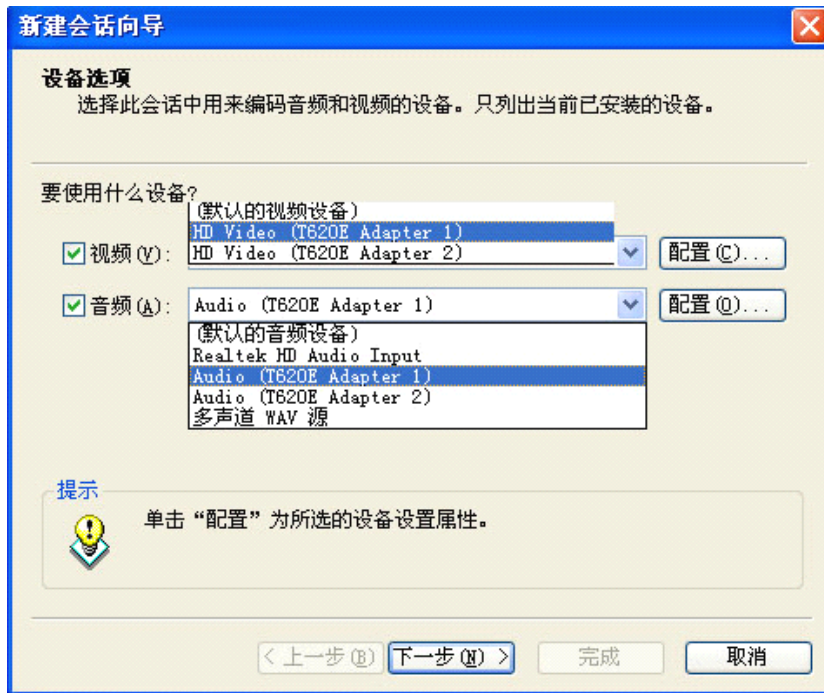 新建会话向导
设备选项
选择此会话中用来编码音频和视频的设备。只列出当前已安装的设备。
要使用什么设备?
(默认的视频设备)
HD Video (T620E Adapter 1)
视频(V): HD Video (T620E Adapter 2) 配置(C)...
音频(A): Audio (T620E Adapter 1) 配置(O)...
(默认的音频设备)
Realtek HD Audio Input
Audio (T620E Adapter 1)
Audio (T620E Adapter 2)
多声道 WAV 源
提示
单击“配置”为所选的设备设置属性。
< 上一步(B) 下一步(N) > 完成 取消